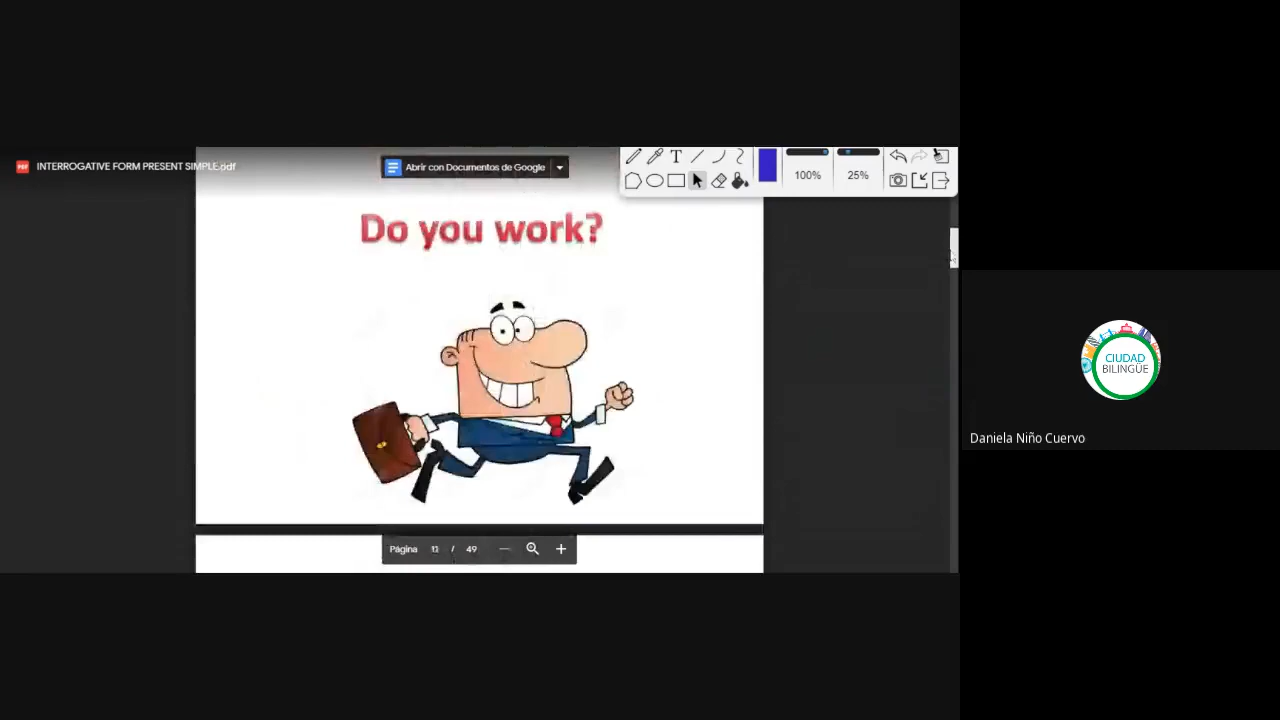 INTERROGATIVE FORM PRESENT SIMPLE.pdf
Abrir con Documentos de Google
100%
25%
Do you work?
CIUDAD
BILINGÜE
Daniela Niño Cuervo
Página / 49